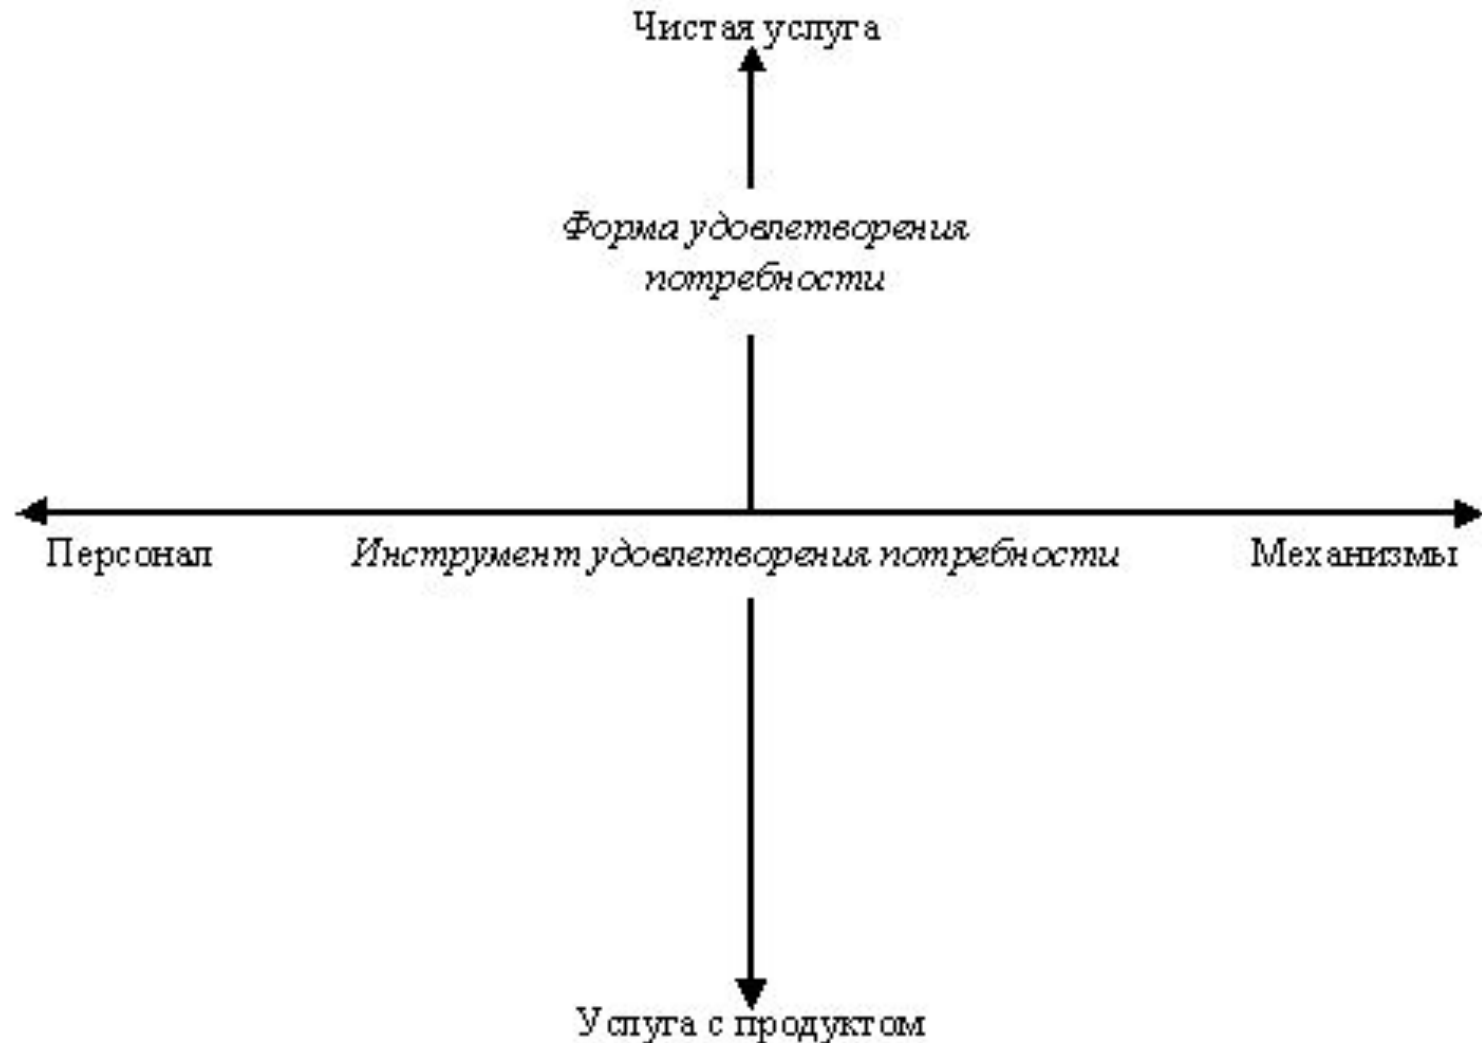 Чистая услуга
Форма удовлетворения
потребности
Персонал Инструмент удовлетворения потребности Механизмы
Услуга с продуктом